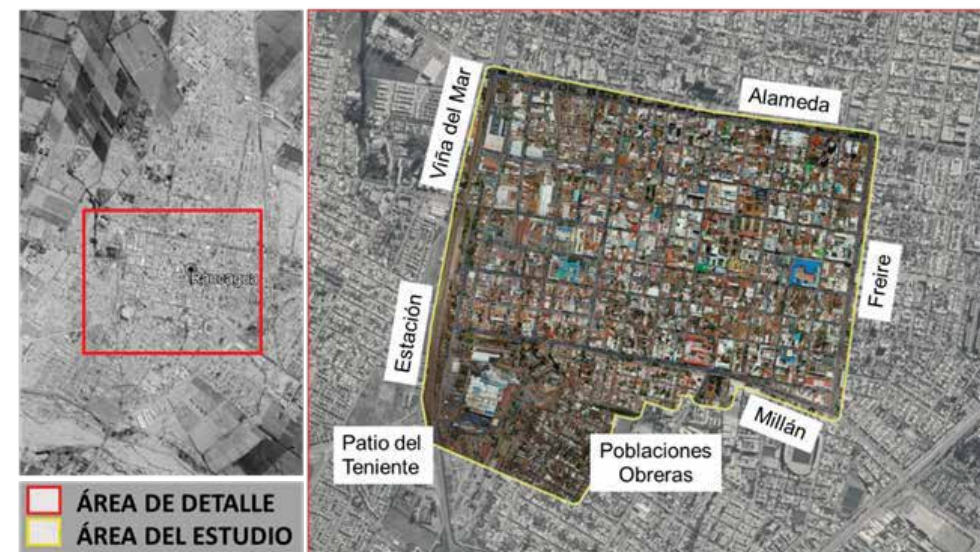 Rancagua
ÁREA DE DETALLE
ÁREA DEL ESTUDIO
Viña del Mar
Alameda
Estación
Freire
Patio del
Teniente
Poblaciones
Obreras
Millán